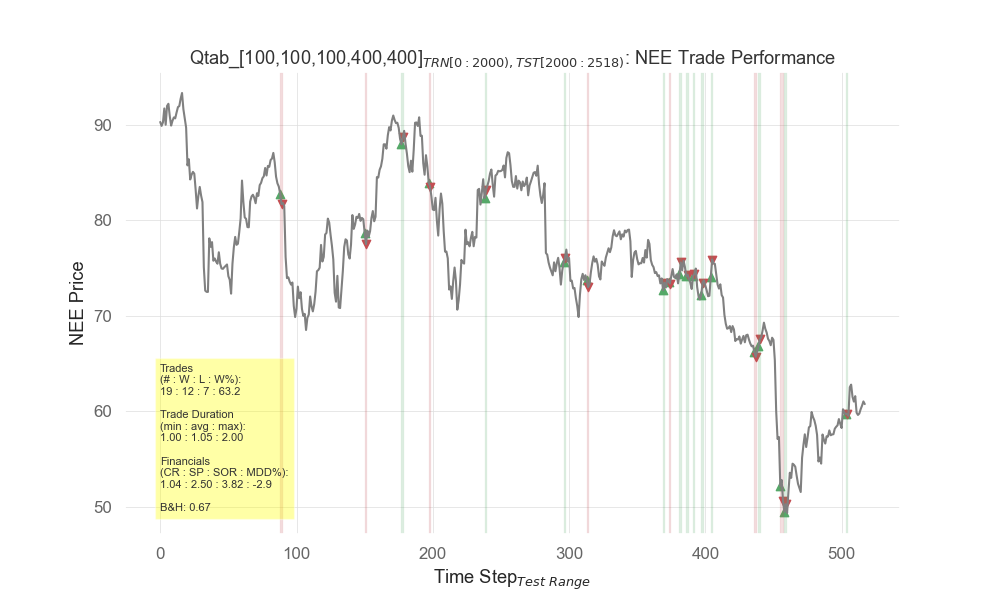 Qtab_[100,100,100,400,400]TRN[0 : 2000), TST[2000 : 2518): NEE Trade Performance
NEE Price
90
80
70
60
50
Trades
(# : W : L : W%):
19 : 12 : 7 : 63.2
Trade Duration
(min : avg : max):
1.00 : 1.05 : 2.00
Financials
(CR : SP : SOR : MDD%):
1.04 : 2.50 : 3.82 : -2.9
B&H: 0.67
0 100 200 300 400 500
Time StepTest Range